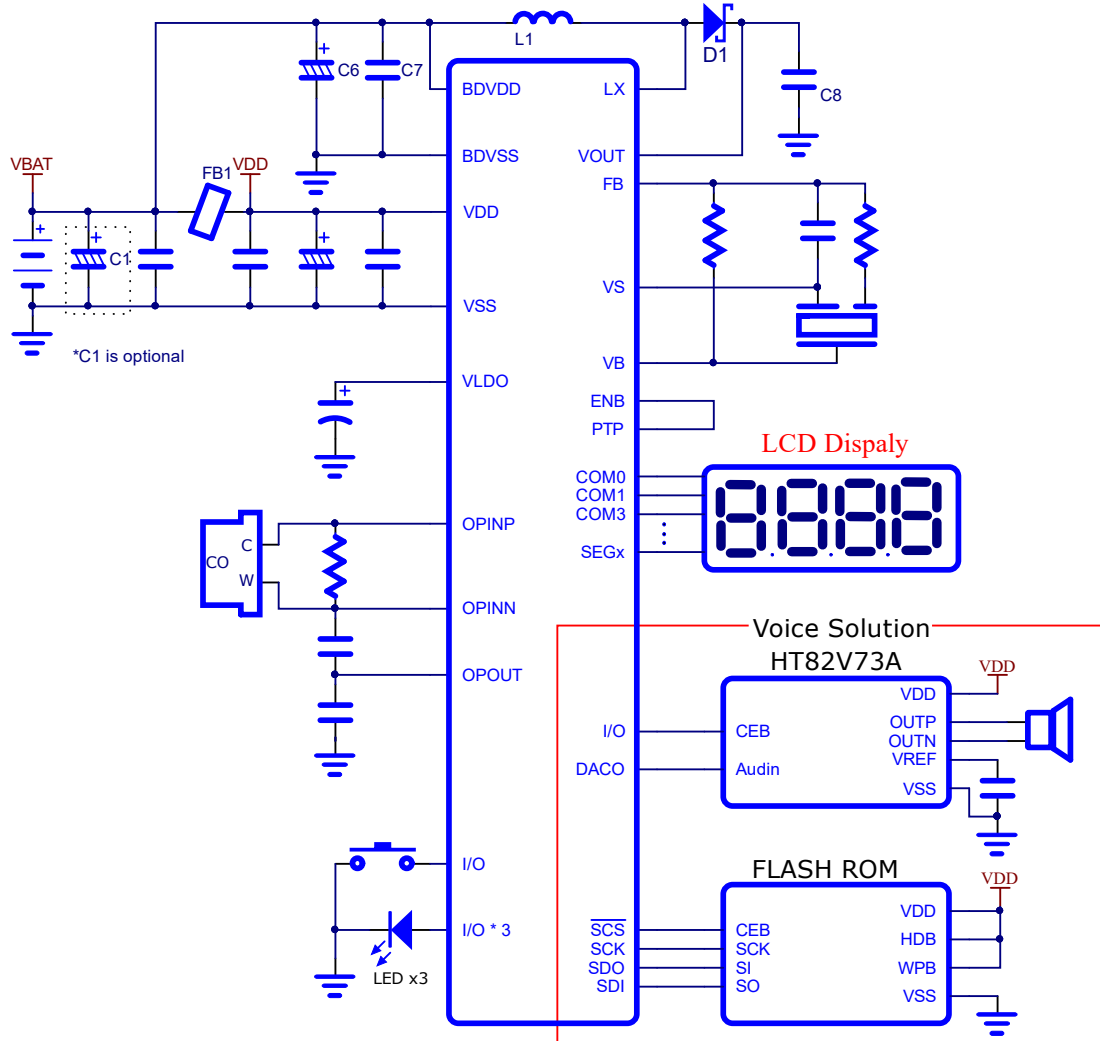 L1
D1
C6
C7
C8
BDVDD
LX
BDVSS
VOUT
VBAT
FB1
VDD
FB
VDD
C1
VS
VSS
*C1 is optional
VB
VLDO
ENB
PTP
LCD Dispaly
COM0
COM1
COM3
SEGx
OPINP
C
CO
W
OPINN
OPOUT
Voice Solution
HT82V73A
VDD
VDD
I/O
CEB
OUTP
OUTN
VREF
DACO
Audin
VSS
I/O
FLASH ROM
VDD
VDD
I/O * 3
SCS
CEB
HDB
SCK
SCK
SDO
SI
WPB
SDI
SO
VSS
LED x3
+
+
+
+
+
+